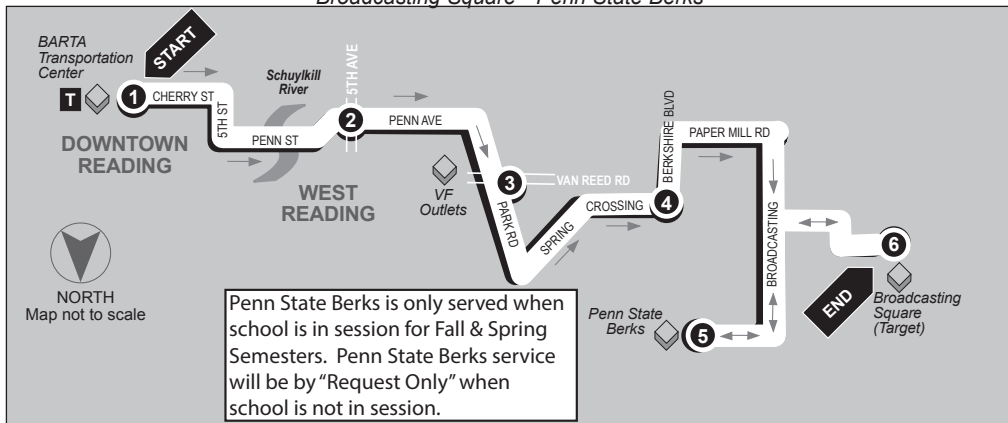 Broadcasting Square - Penn State Berks
BARTA
Transportation
Center
START
T
1
CHERRY ST
5TH ST
DOWNTOWN
READING
Schuylkill
River
PENN ST
5TH AVE
2
PENN AVE
WEST
READING
VF
Outlets
3
VAN REED RD
PARK RD
SPRING
CROSSING
4
BERKSHIRE BLVD
PAPER MILL RD
BROADCASTING
6
END
Broadcasting
Square
(Target)
Penn State
Berks
5
NORTH
Map not to scale
Penn State Berks is only served when
school is in session for Fall & Spring
Semesters. Penn State Berks service
will be by “Request Only” when
school is not in session.